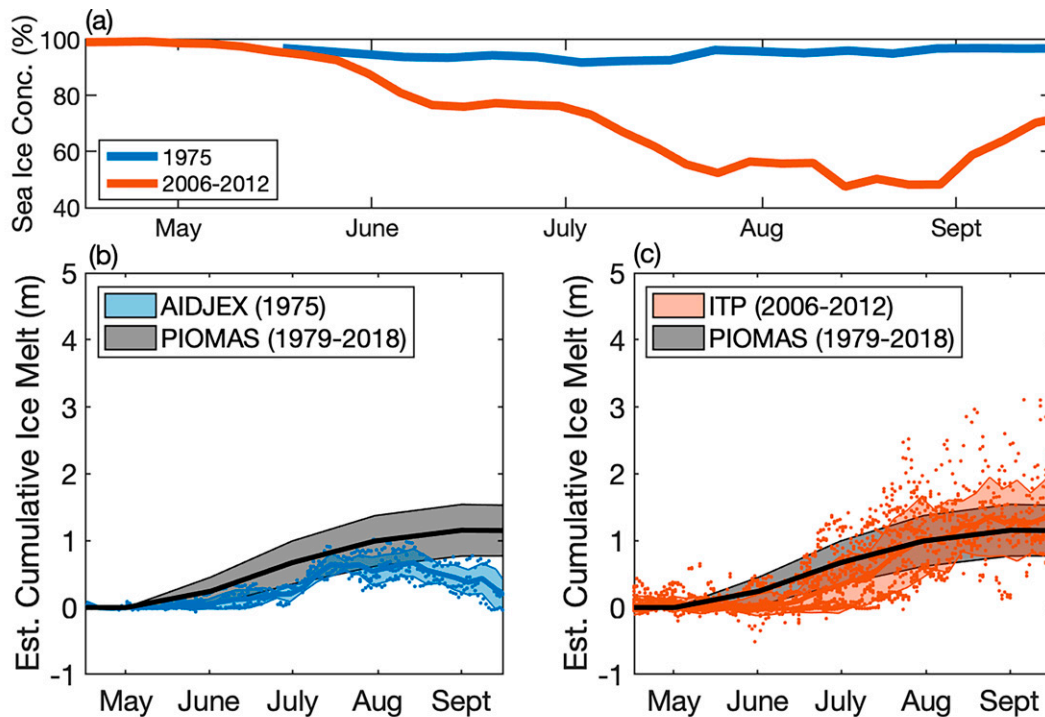 (a)
Sea Ice Conc. (%)
100
80
60
40
1975
2006-2012
May
June
July
Aug
Sept
(b)
Est. Cumulative Ice Melt (m)
5
4
3
2
1
0
-1
AIDJEX (1975)
PIOMAS (1979-2018)
May
June
July
Aug
Sept
(c)
Est. Cumulative Ice Melt (m)
5
4
3
2
1
0
-1
ITP (2006-2012)
PIOMAS (1979-2018)
May
June
July
Aug
Sept